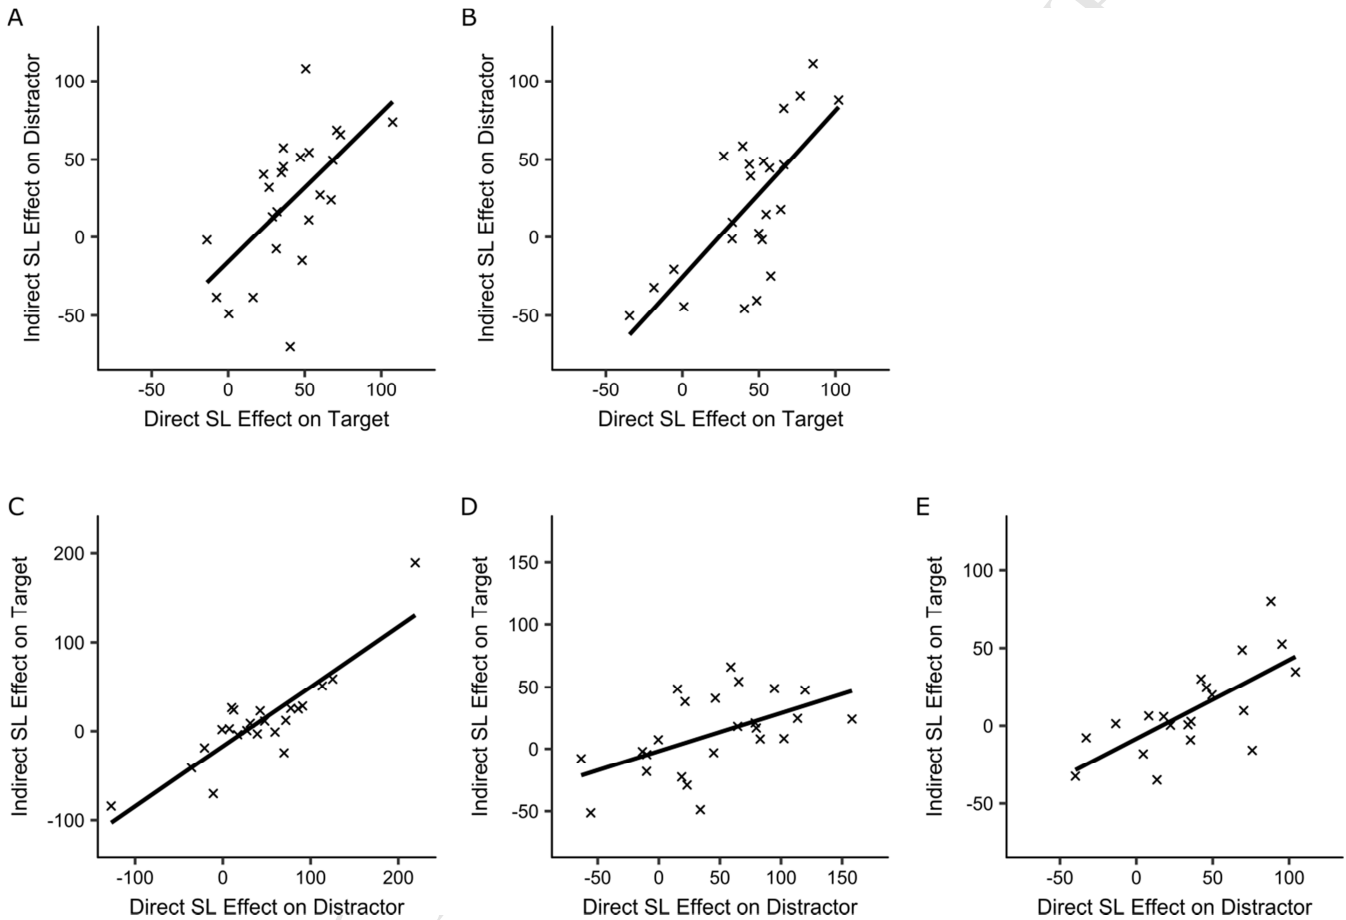 A
Indirect SL Effect on Distractor
100
50
0
-50
-50 0 50 100
Direct SL Effect on Target
B
Indirect SL Effect on Distractor
100
50
0
-50
-50 0 50 100
Direct SL Effect on Target
C
Indirect SL Effect on Target
200
100
0
-100
-100 0 100 200
Direct SL Effect on Distractor
D
Indirect SL Effect on Target
150
100
50
0
-50
-50 0 50 100 150
Direct SL Effect on Distractor
E
Indirect SL Effect on Target
100
50
0
-50
-50 0 50 100
Direct SL Effect on Distractor